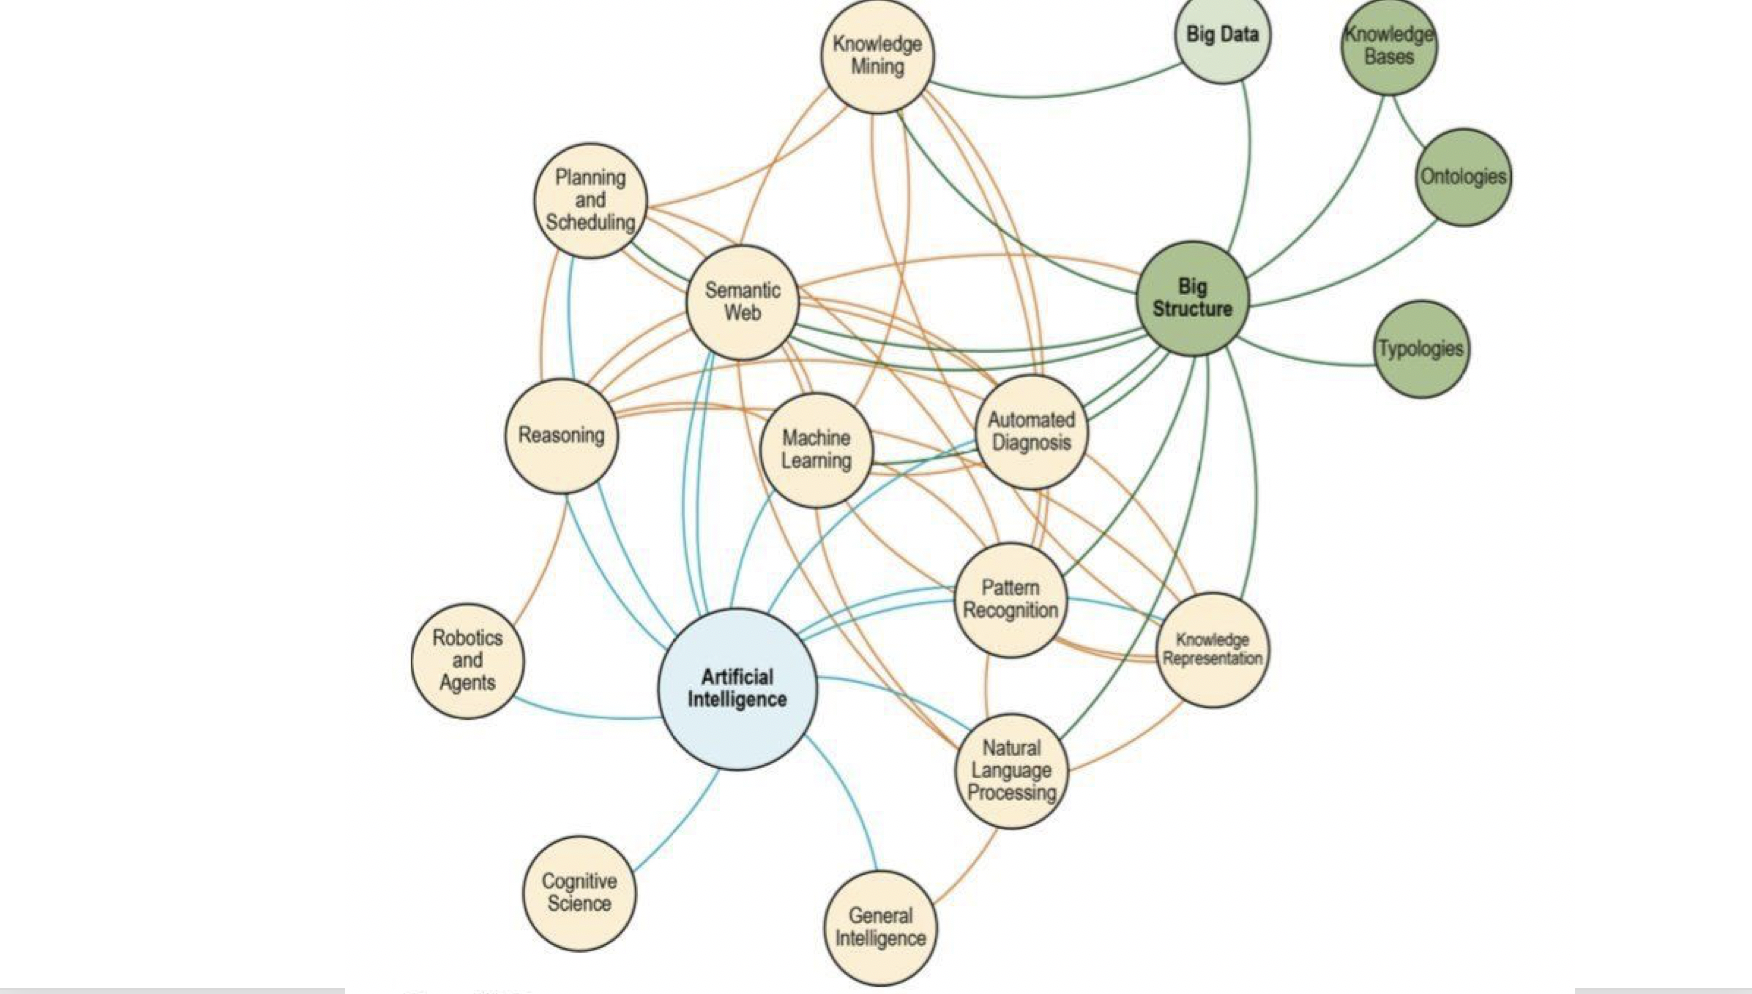 Knowledge
Mining
Big Data
Knowledge
Bases
Planning
and
Scheduling
Ontologies
Semantic
Web
Big
Structure
Typologies
Reasoning
Machine
Learning
Automated
Diagnosis
Pattern
Recognition
Robotics
and
Agents
Artificial
Intelligence
Knowledge
Representation
Natural
Language
Processing
Cognitive
Science
General
Intelligence